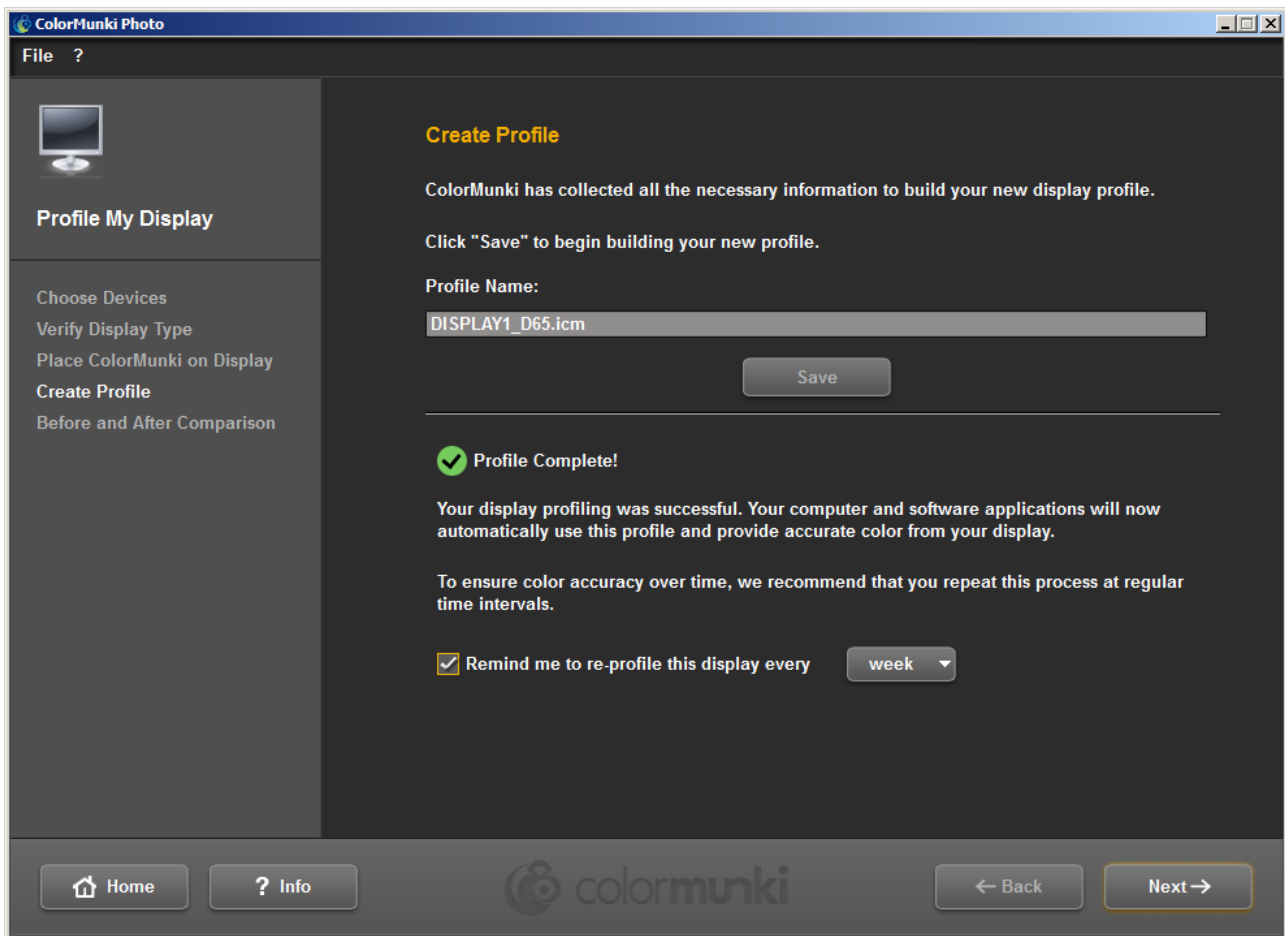 ColorMunki Photo
File ?
Profile My Display
Choose Devices
Verify Display Type
Place ColorMunki on Display
Create Profile
Before and After Comparison
Create Profile
ColorMunki has collected all the necessary information to build your new display profile.
Click "Save" to begin building your new profile.
Profile Name:
DISPLAY1_D65.icm
Save
Profile Complete!
Your display profiling was successful. Your computer and software applications will now
automatically use this profile and provide accurate color from your display.
To ensure color accuracy over time, we recommend that you repeat this process at regular
time intervals.
Remind me to re-profile this display every week
Home ? Info colormunki ← Back Next →